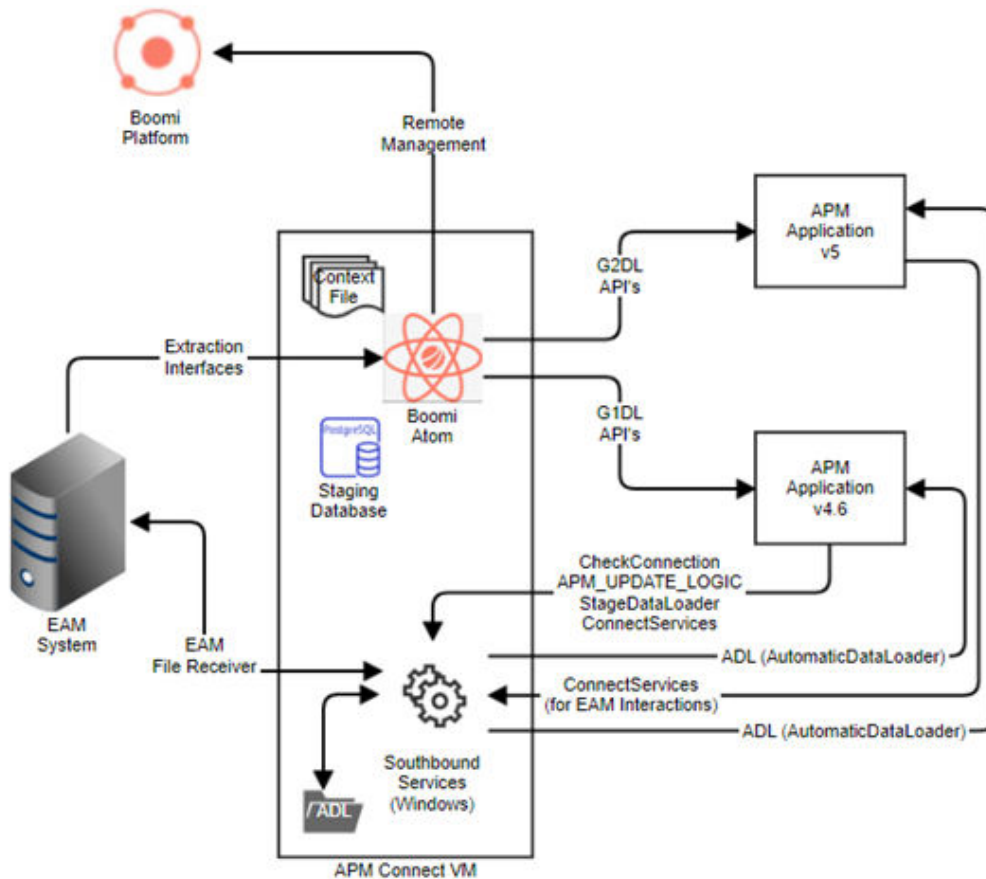 Boomi
Platform
Remote
Management
APM
Application
v5
G2DL
API's
Context
File
Extraction
Interfaces
Boomi
Atom
G1DL
API's
PostgreSQL
Staging
Database
APM
Application
v4.6
EAM
System
CheckConnection
APM_UPDATE_LOGIC
StageDataLoader
ConnectServices
EAM
File Receiver
ADL (AutomaticDataLoader)
ConnectServices
(for EAM Interactions)
ADL (AutomaticDataLoader)
Southbound
Services
(Windows)
/ADL
APM Connect VM